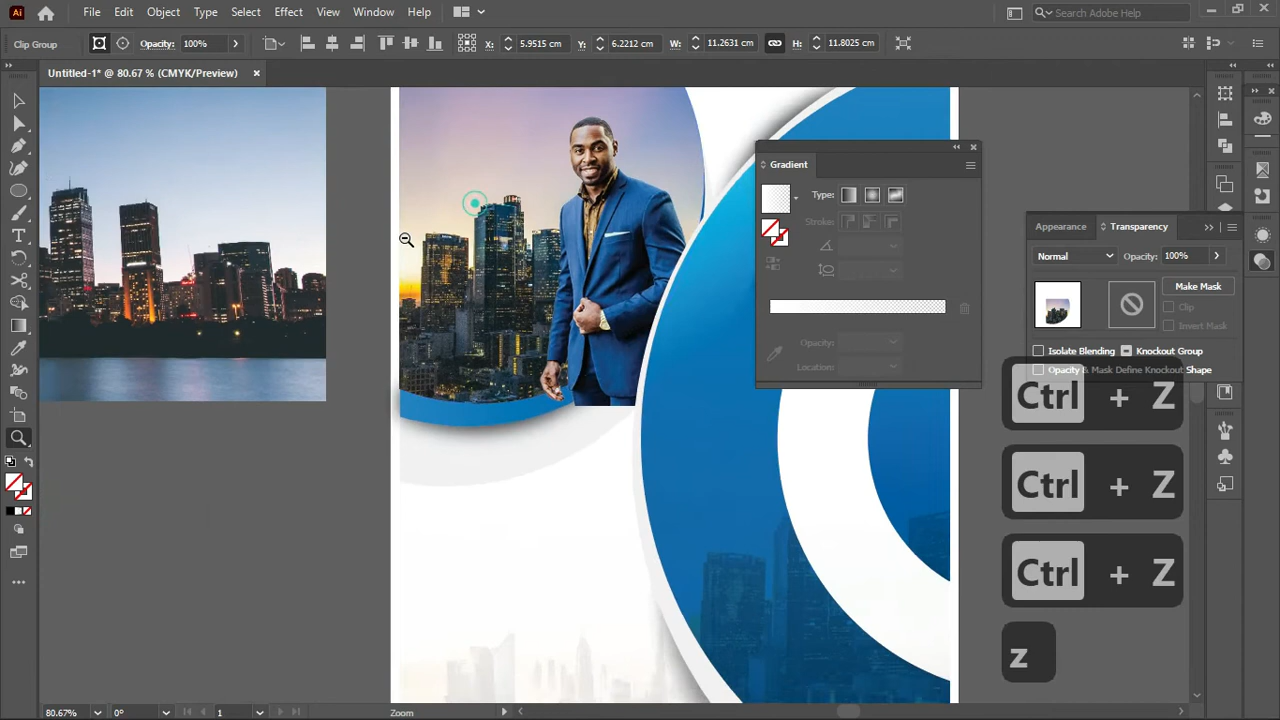 Ai
File Edit Object Type Select Effect View Window Help
Search Adobe Help
Clip Group
Opacity: 100%
X: 5.9515 cm
Y: 6.2212 cm
W: 11.2631 cm
H: 11.8025 cm
Untitled-1* @ 80.67 % (CMYK/Preview)
Gradient
Type:
Stroke:
Opacity:
Location:
Appearance
Transparency
Normal
Opacity: 100%
Make Mask
Clip
Invert Mask
Isolate Blending
Knockout Group
Opacity & Mask Define Knockout Shape
Ctrl + Z
Ctrl + Z
Ctrl + Z
z
80.67%
0°
1
Zoom